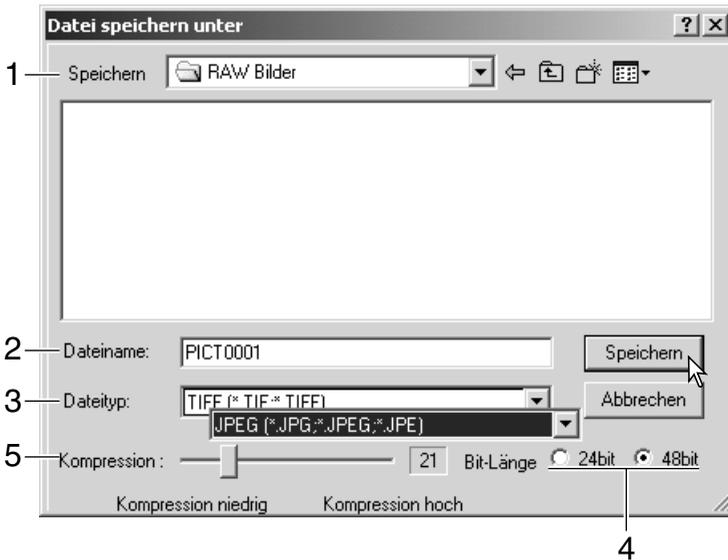 Datei speichern unter
1 Speichern RAW Bilder
2 Dateiname: PICT0001 Speichern
3 Dateityp: TIFF (*.TIF;*.TIFF) Abbrechen
JPEG (*.JPG;*.JPEG;*.JPE)
5 Kompression : 21 Bit-Länge 24bit 48bit
Kompression niedrig Kompression hoch
4